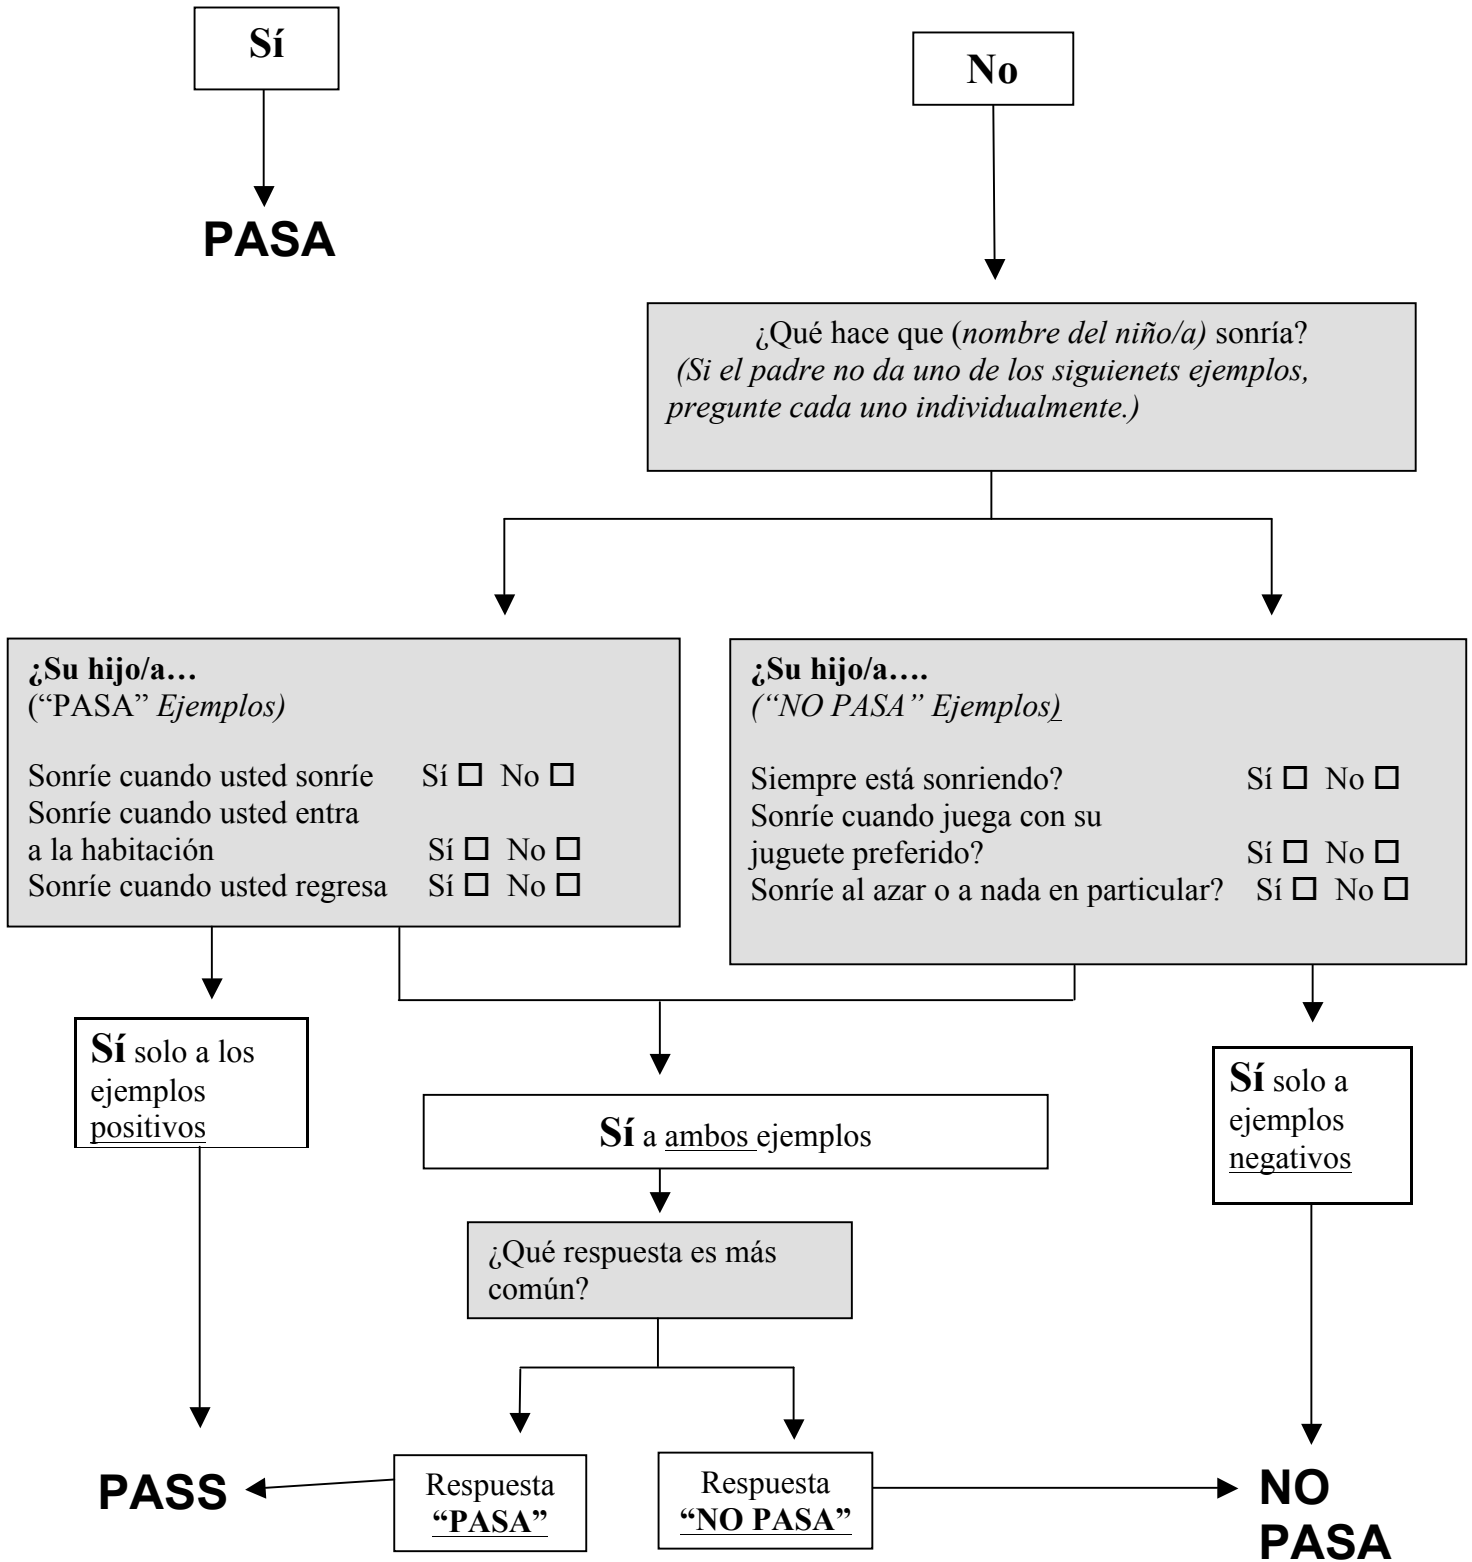 Sí
No
PASA
¿Qué hace que (nombre del niño/a) sonría?
(Si el padre no da uno de los siguienets ejemplos,
pregunte cada uno individualmente.)
¿Su hijo/a…
(“PASA” Ejemplos)
Sonríe cuando usted sonríe Sí ☐ No ☐
Sonríe cuando usted entra
a la habitación Sí ☐ No ☐
Sonríe cuando usted regresa Sí ☐ No ☐
¿Su hijo/a….
(“NO PASA” Ejemplos)
Siempre está sonriendo? Sí ☐ No ☐
Sonríe cuando juega con su
juguete preferido? Sí ☐ No ☐
Sonríe al azar o a nada en particular? Sí ☐ No ☐
Sí solo a los
ejemplos
positivos
Sí a ambos ejemplos
Sí solo a
ejemplos
negativos
¿Qué respuesta es más
común?
PASS
Respuesta
“PASA”
Respuesta
“NO PASA”
NO
PASA